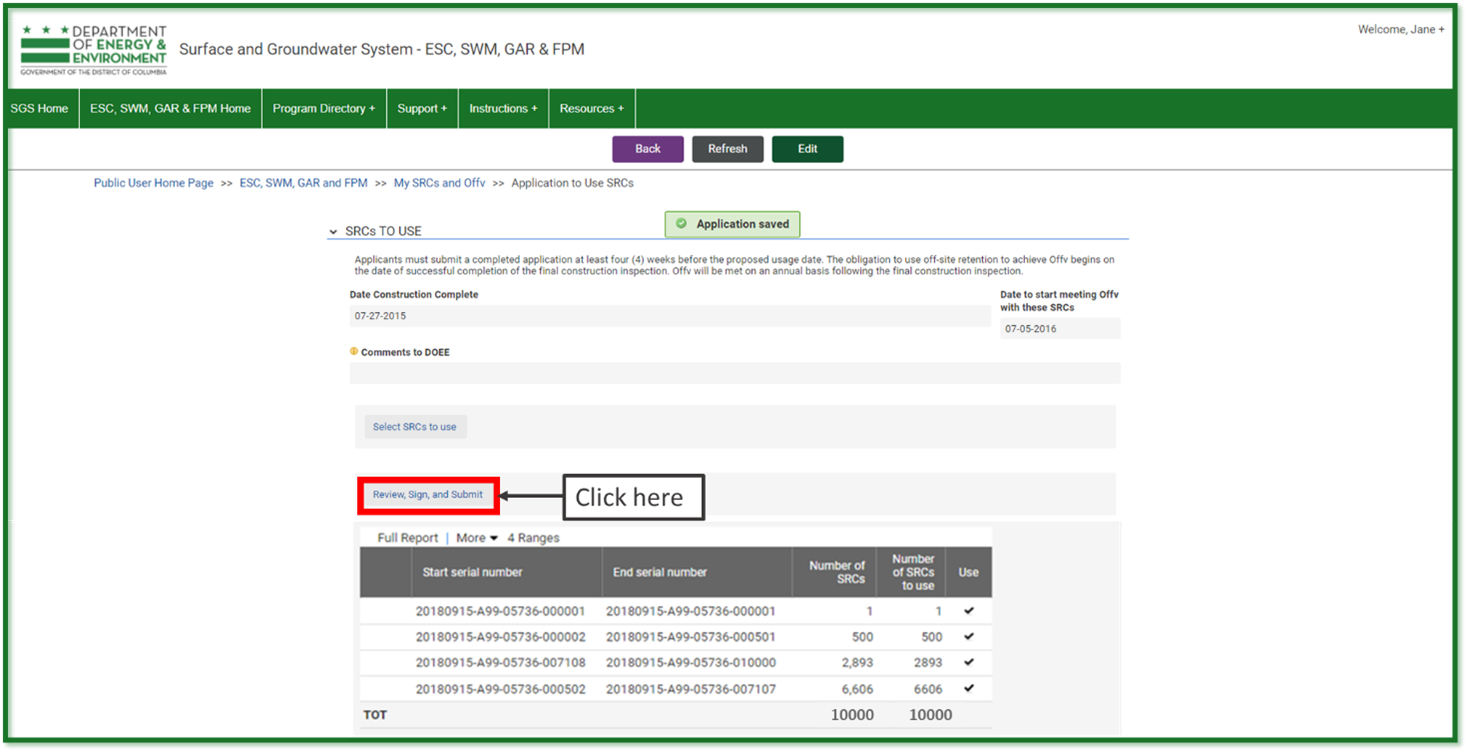 DEPARTMENT
OF ENERGY &
ENVIRONMENT
GOVERNMENT OF THE DISTRICT OF COLUMBIA
Surface and Groundwater System - ESC, SWM, GAR & FPM
Welcome, Jane +
SGS Home ESC, SWM, GAR & FPM Home Program Directory + Support + Instructions + Resources +
Back Refresh Edit
Public User Home Page >> ESC, SWM, GAR and FPM >> My SRCs and Offv >> Application to Use SRCs
Application saved
SRCs TO USE
Applicants must submit a completed application at least four (4) weeks before the proposed usage date. The obligation to use off-site retention to achieve Offv begins on
the date of successful completion of the final construction inspection. Offv will be met on an annual basis following the final construction inspection.
Date Construction Complete
07-27-2015
Date to start meeting Offv
with these SRCs
07-05-2016
Comments to DOEE
Select SRCs to use
Review, Sign, and Submit
Click here
Full Report | More 4 Ranges
Start serial number End serial number Number of SRCs Number of SRCs to use Use
20180915-A99-05736-000001 20180915-A99-05736-000001 1 1 ✔
20180915-A99-05736-000002 20180915-A99-05736-000501 500 500 ✔
20180915-A99-05736-007108 20180915-A99-05736-010000 2,893 2893 ✔
20180915-A99-05736-000502 20180915-A99-05736-007107 6,606 6606 ✔
TOT 10000 10000